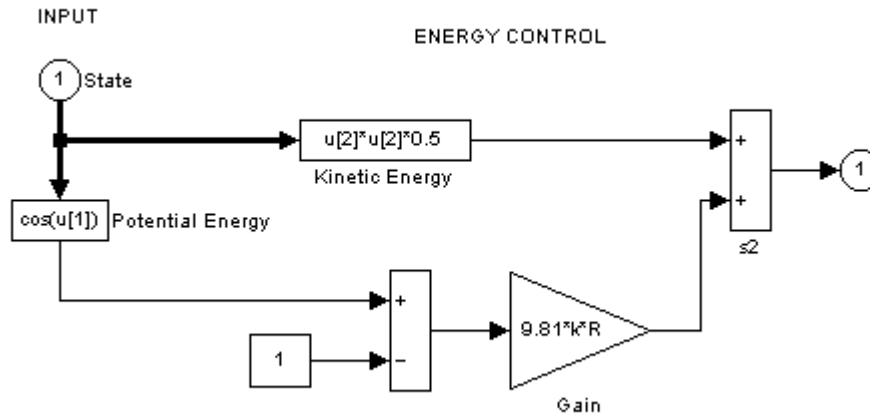 INPUT
ENERGY CONTROL
1
State
u[2]*u[2]*0.5
+
Kinetic Energy
1
cos(u[1])
Potential Energy
+
s2
+
9.81*k*R
1
−
Gain